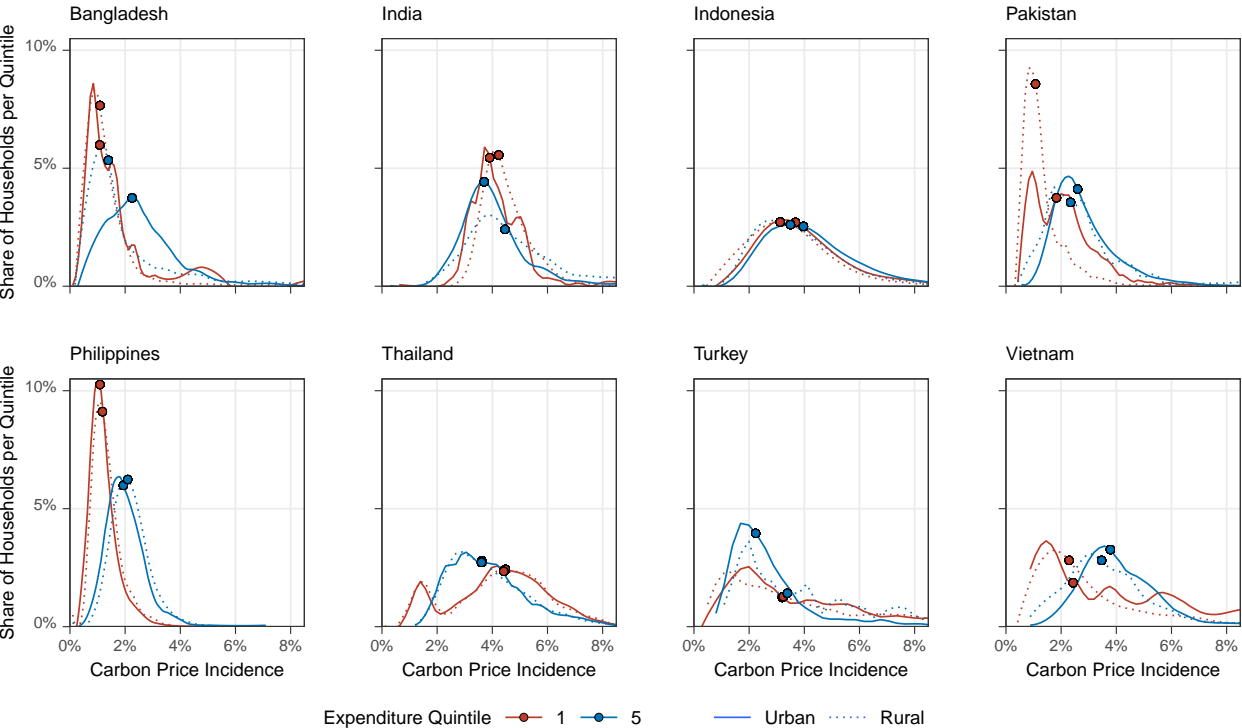 Bangladesh
India
Indonesia
Pakistan
Share of Households per Quintile
10%
5%
0%
Philippines
Thailand
Turkey
Vietnam
Share of Households per Quintile
10%
5%
0%
0% 2% 4% 6% 8%
0% 2% 4% 6% 8%
0% 2% 4% 6% 8%
0% 2% 4% 6% 8%
Carbon Price Incidence
Carbon Price Incidence
Carbon Price Incidence
Carbon Price Incidence
Expenditure Quintile 1 5 Urban Rural